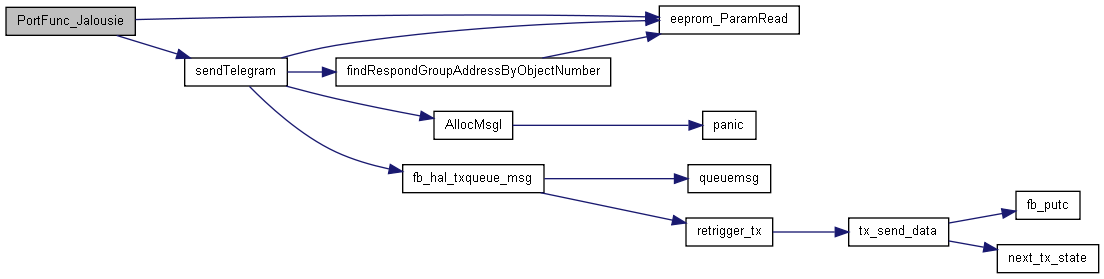 PortFunc_Jalousie
eeprom_ParamRead
sendTelegram
findRespondGroupAddressByObjectNumber
AllocMsgI
panic
fb_hal_txqueue_msg
queuemsg
retrigger_tx
tx_send_data
fb_putc
next_tx_state